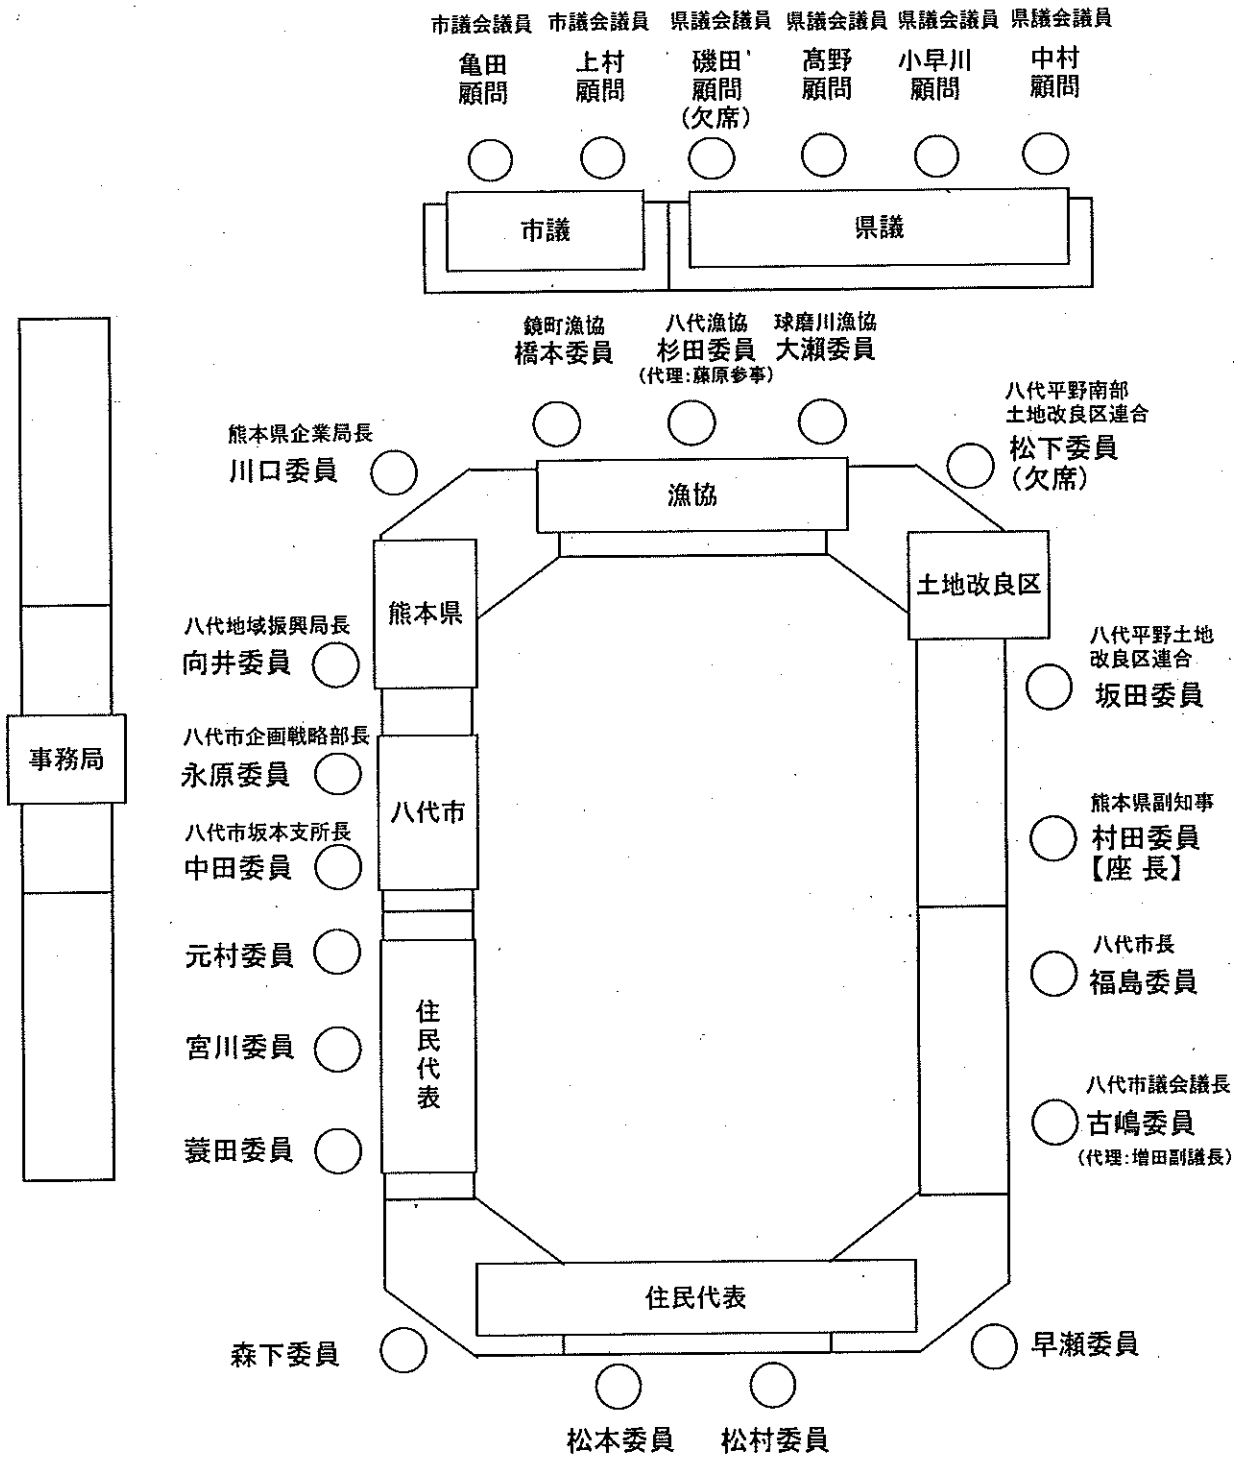 市議会議員 市議会議員 県議会議員 県議会議員 県議会議員 県議会議員
亀田 上村 磯田 髙野 小早川 中村
顧問 顧問 顧問 顧問 顧問 顧問
(欠席)
市議 県議
鏡町漁協 八代漁協 球磨川漁協
橋本委員 杉田委員 大瀬委員
(代理:藤原参事)
八代平野南部
土地改良区連合
松下委員
(欠席)
熊本県企業局長
川口委員
漁協
熊本県
土地改良区
八代地域振興局長
向井委員
八代平野土地
改良区連合
坂田委員
事務局
八代市企画戦略部長
永原委員
八代市
八代市坂本支所長
中田委員
熊本県副知事
村田委員
【座 長】
元村委員
八代市長
福島委員
宮川委員
住民代表
八代市議会議長
古嶋委員
(代理:増田副議長)
蓑田委員
住民代表
森下委員
早瀬委員
松本委員 松村委員